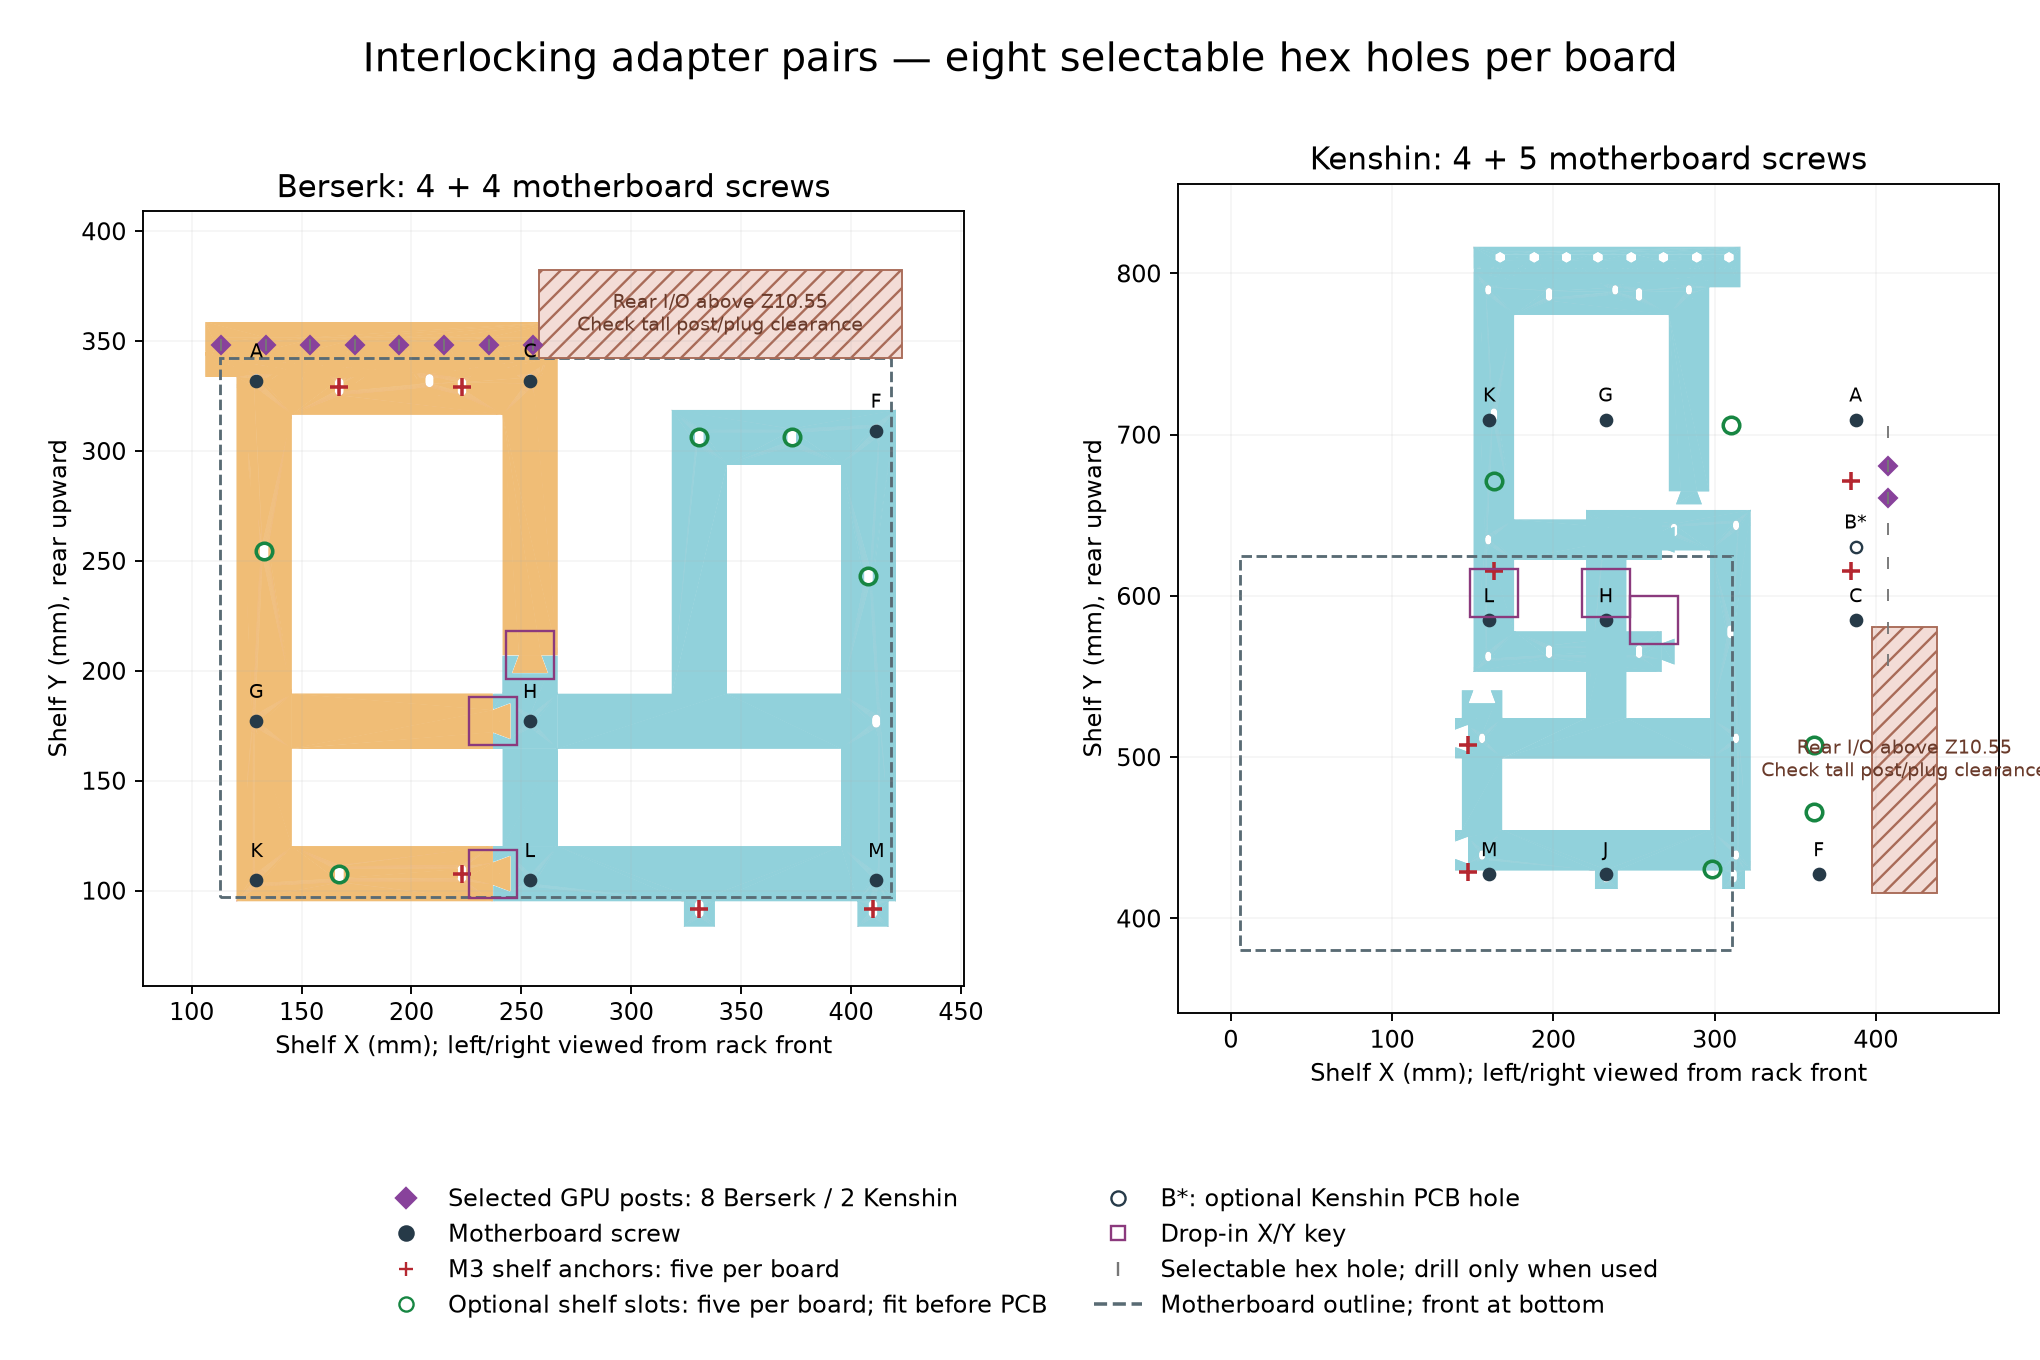 Interlocking adapter pairs — eight selectable hex holes per board
Berserk: 4 + 4 motherboard screws
400
350
300
250
200
150
100
Shelf Y (mm), rear upward
Rear I/O above Z10.55
Check tall post/plug clearance
A
C
F
G
H
K
L
M
100
150
200
250
300
350
400
450
Shelf X (mm); left/right viewed from rack front
Kenshin: 4 + 5 motherboard screws
800
700
600
500
400
Shelf Y (mm), rear upward
K
G
A
B*
L
H
C
Rear I/O above Z10.55
Check tall post/plug clearance
M
J
F
0
100
200
300
400
Shelf X (mm); left/right viewed from rack front
Selected GPU posts: 8 Berserk / 2 Kenshin
Motherboard screw
M3 shelf anchors: five per board
Optional shelf slots: five per board; fit before PCB
B*: optional Kenshin PCB hole
Drop-in X/Y key
Selectable hex hole; drill only when used
Motherboard outline; front at bottom